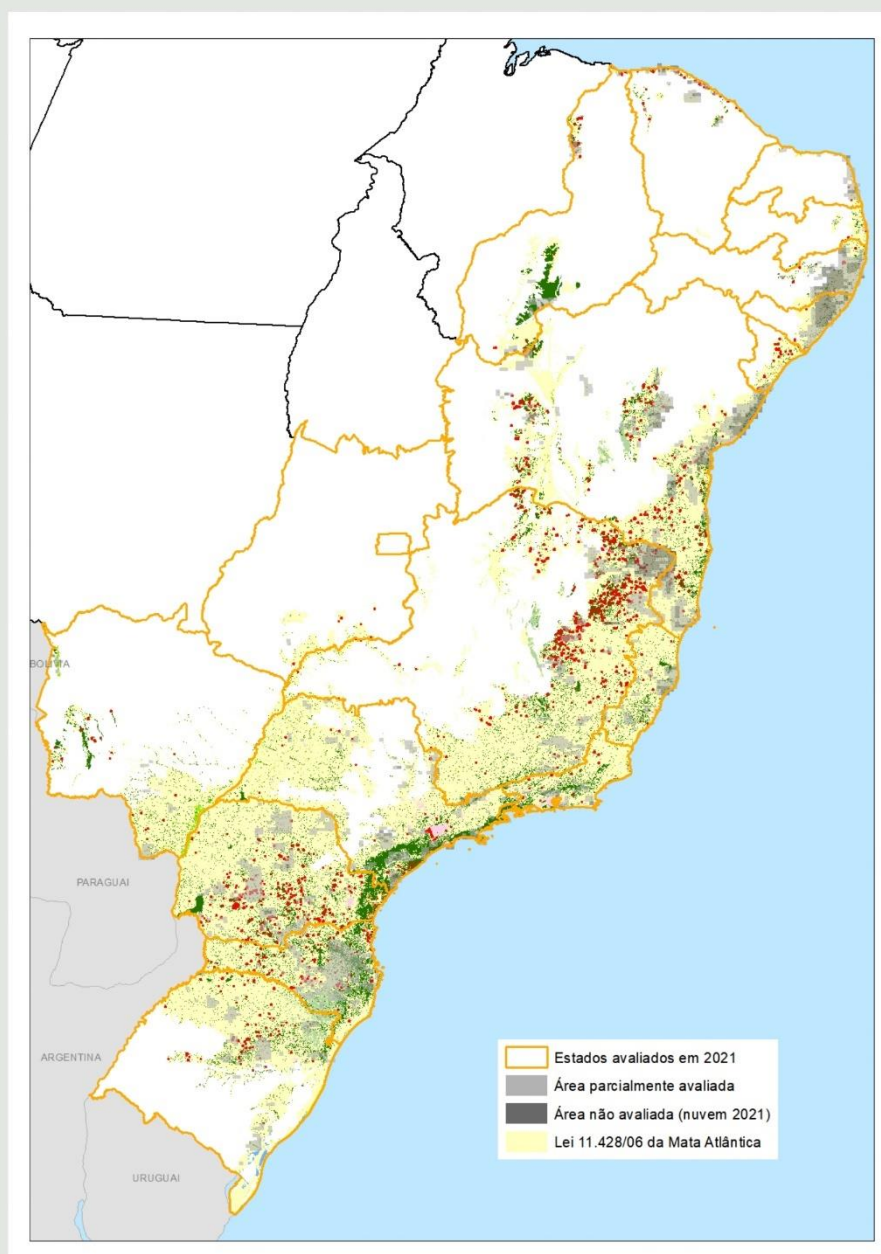 BOLÍVIA
PARAGUAI
ARGENTINA
URUGUAI
Estados avaliados em 2021
Área parcialmente avaliada
Área não avaliada (nuvem 2021)
Lei 11.428/06 da Mata Atlântica